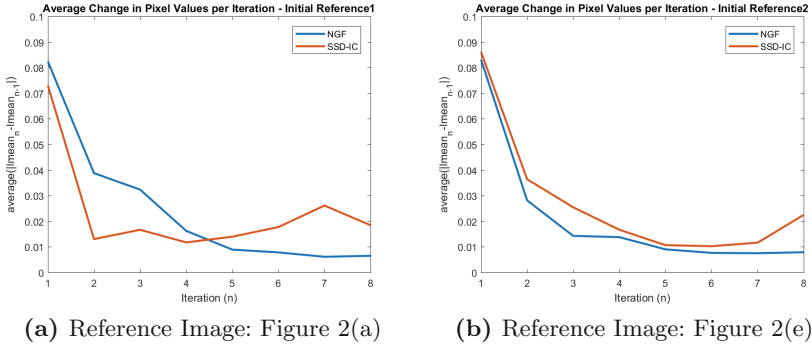 Average Change in Pixel Values per Iteration - Initial Reference1
0.1
0.09
0.08
0.07
0.06
0.05
0.04
0.03
0.02
0.01
0
average(|Imean_n-Imean_{n-1}|)
NGF
SSD-IC
1 2 3 4 5 6 7 8
Iteration (n)
(a) Reference Image: Figure 2(a)
Average Change in Pixel Values per Iteration - Initial Reference2
0.1
0.09
0.08
0.07
0.06
0.05
0.04
0.03
0.02
0.01
0
average(|Imean_n-Imean_{n-1}|)
NGF
SSD-IC
1 2 3 4 5 6 7 8
Iteration (n)
(b) Reference Image: Figure 2(e)